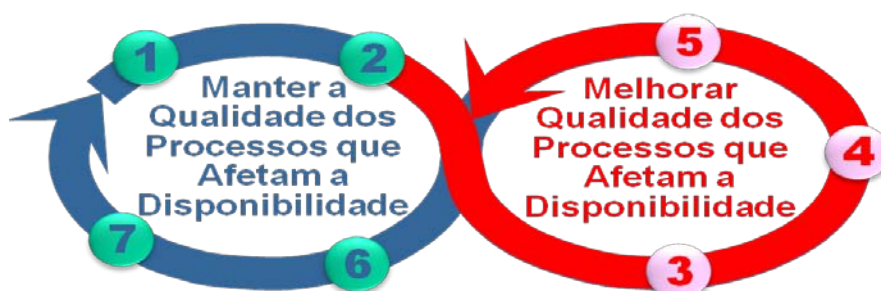 1
2
Manter a
Qualidade dos
Processos que
Afetam a
Disponibilidade
7
6
5
Melhorar
Qualidade dos
Processos que
Afetam a
Disponibilidade
4
3